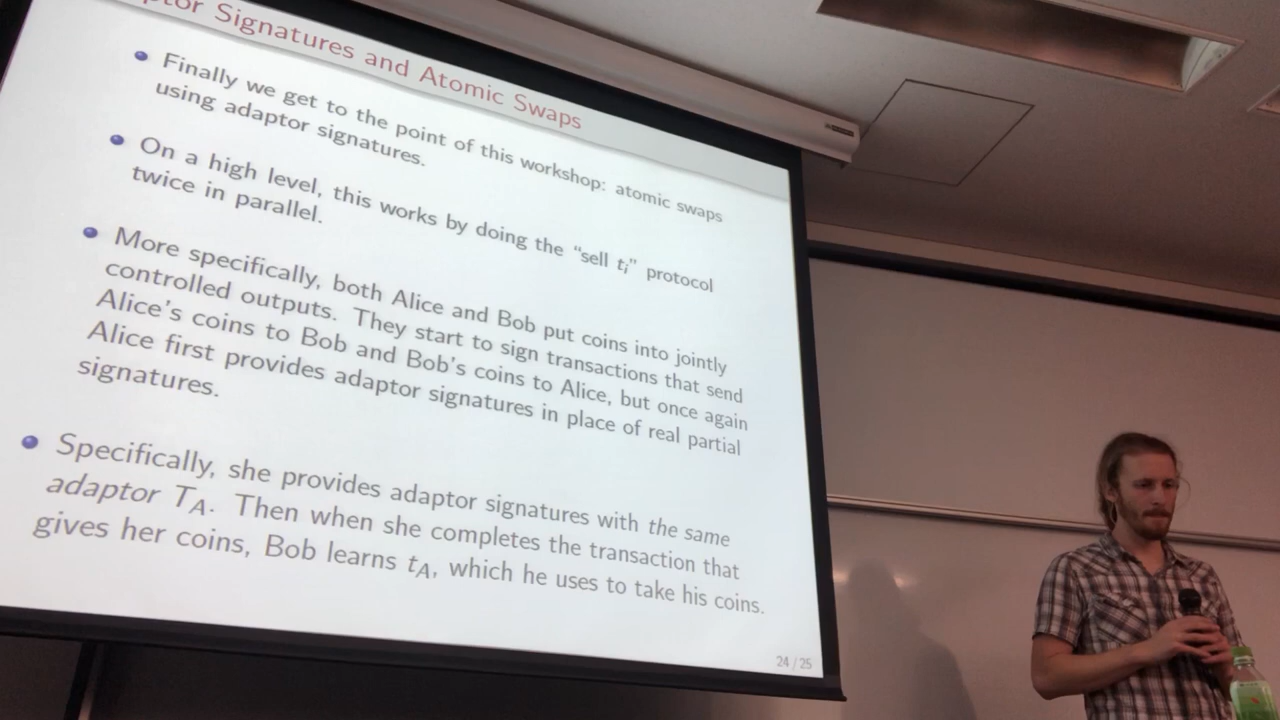 ptor Signatures and Atomic Swaps
Finally we get to the point of this workshop: atomic swaps
using adaptor signatures.
On a high level, this works by doing the “sell tᵢ” protocol
twice in parallel.
More specifically, both Alice and Bob put coins into jointly
controlled outputs. They start to sign transactions that send
Alice's coins to Bob and Bob's coins to Alice, but once again
Alice first provides adaptor signatures in place of real partial
signatures.
Specifically, she provides adaptor signatures with the same
adaptor T_A. Then when she completes the transaction that
gives her coins, Bob learns t_A, which he uses to take his coins.
24 / 25